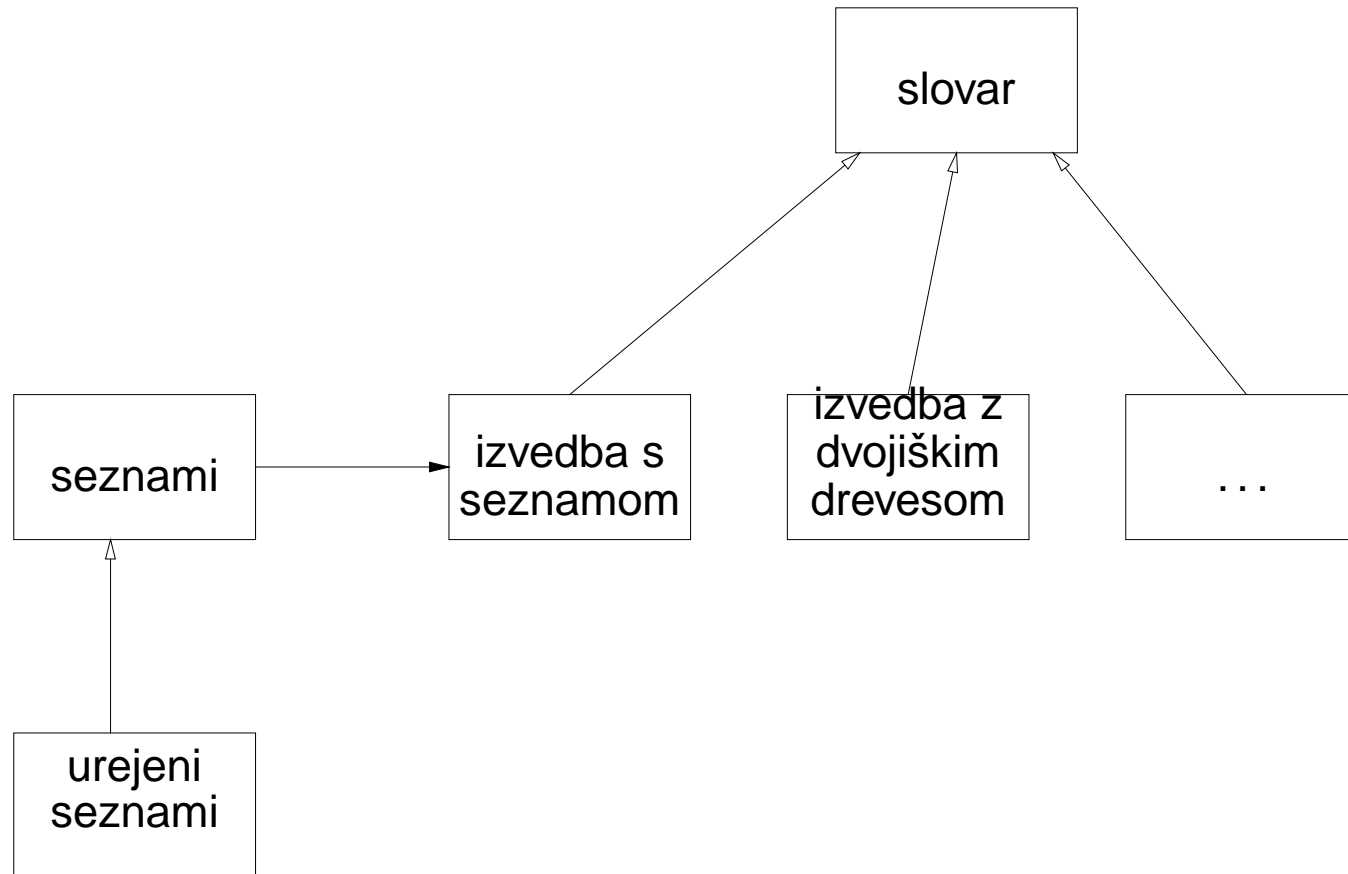 slovar
seznami
izvedba s
seznamom
izvedba z
dvojiškim
drevesom
...
urejeni
seznami